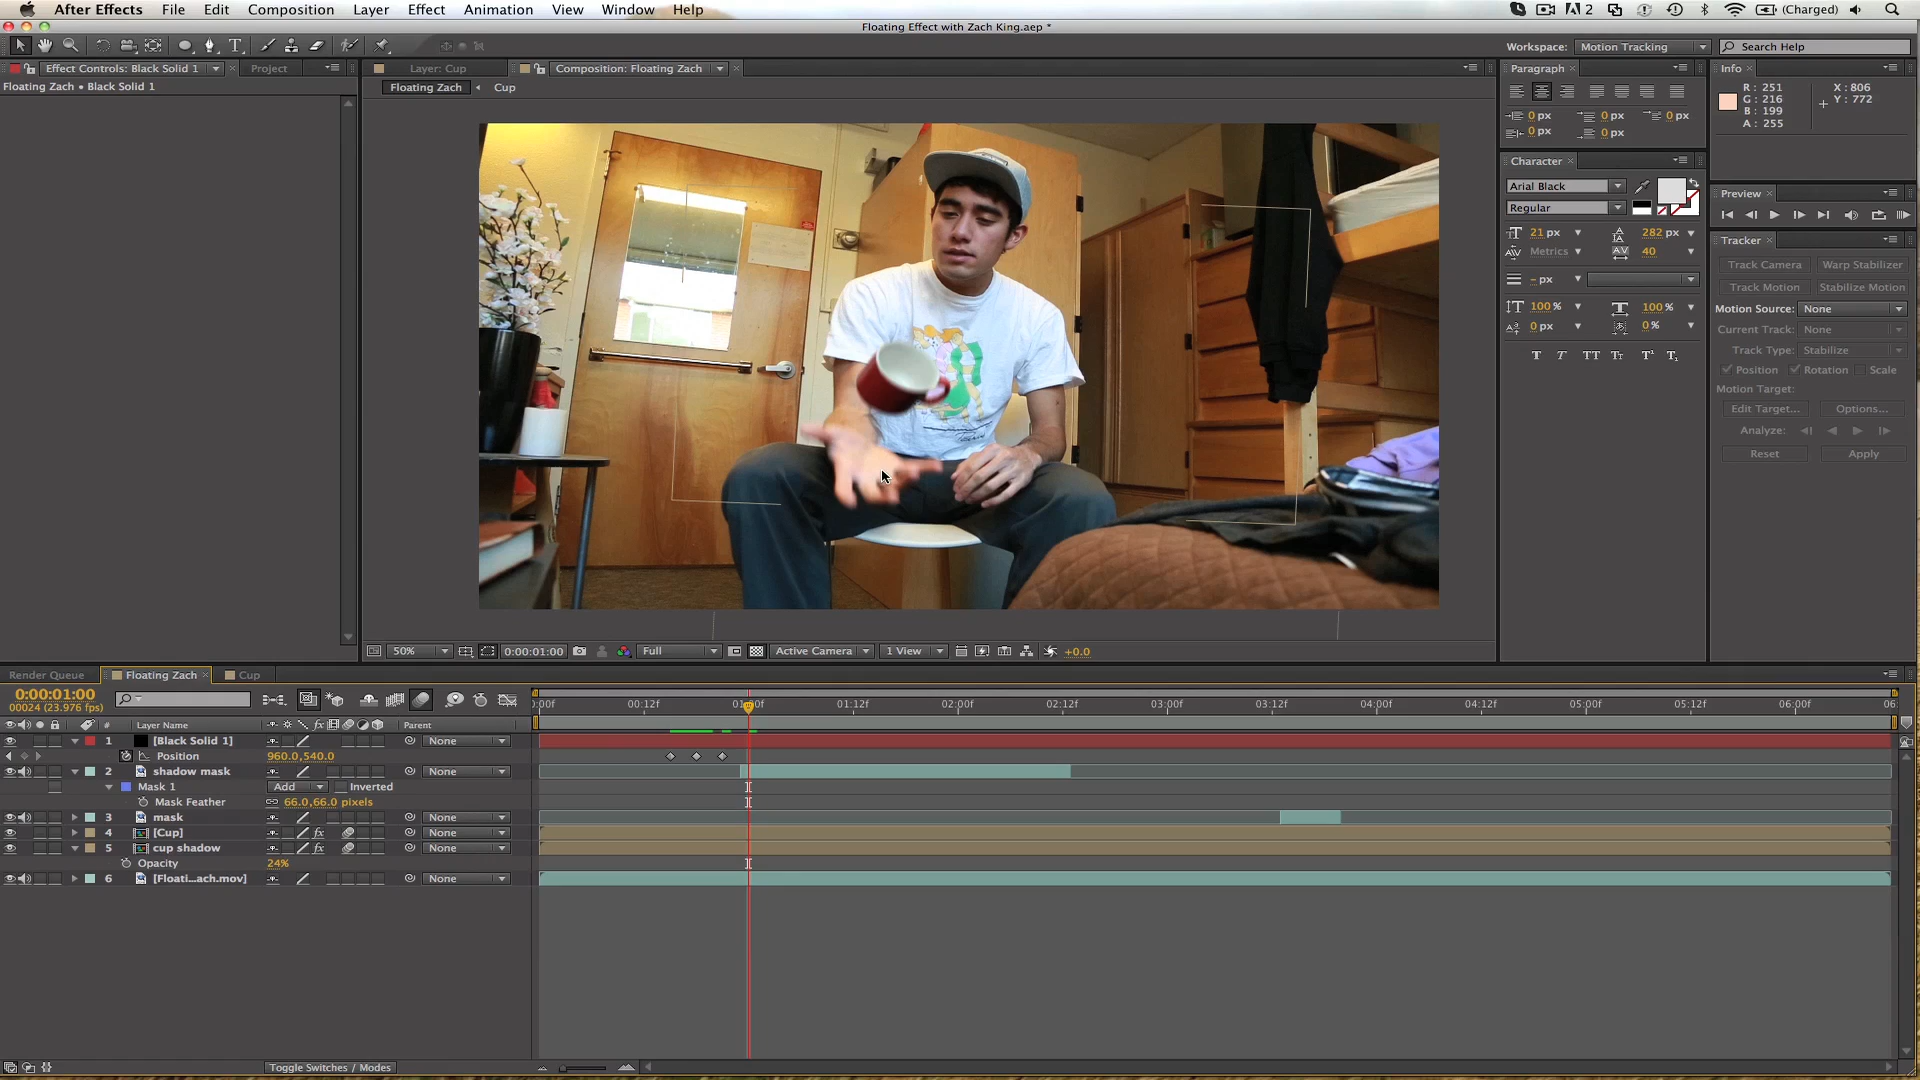 After Effects File Edit Composition Layer Effect Animation View Window Help
2 (Charged)
Floating Effect with Zach King.aep *
Workspace: Motion Tracking Search Help
Effect Controls: Black Solid 1 × Project
Layer: Cup Composition: Floating Zach ×
Floating Zach • Black Solid 1
Floating Zach Cup
Paragraph ×
0 px 0 px 0 px
0 px 0 px
Character ×
Arial Black
Regular
21 px 282 px
Metrics 40
- px
100 % 100 %
0 px 0 %
T T TT Tt T¹ T₁
Info ×
R : 251
G : 216
B : 199
A : 255
X : 806
Y : 772
Preview ×
Tracker ×
Track Camera Warp Stabilizer
Track Motion Stabilize Motion
Motion Source: None
Current Track: None
Track Type: Stabilize
Position Rotation Scale
Motion Target:
Edit Target... Options...
Analyze:
Reset Apply
50% 0:00:01:00 Full Active Camera 1 View +0.0
Render Queue Floating Zach × Cup
0:00:01:00
00024 (23.976 fps)
:00f 00:12f 01:00f 01:12f 02:00f 02:12f 03:00f 03:12f 04:00f 04:12f 05:00f 05:12f 06:00f 06:
# Layer Name fx Parent
1 [Black Solid 1] None
Position 960.0,540.0
2 shadow mask None
Mask 1 Add Inverted
Mask Feather 66.0,66.0 pixels
3 mask None
4 [Cup] fx None
5 cup shadow fx None
Opacity 24%
6 [Floati...ach.mov] None
Toggle Switches / Modes